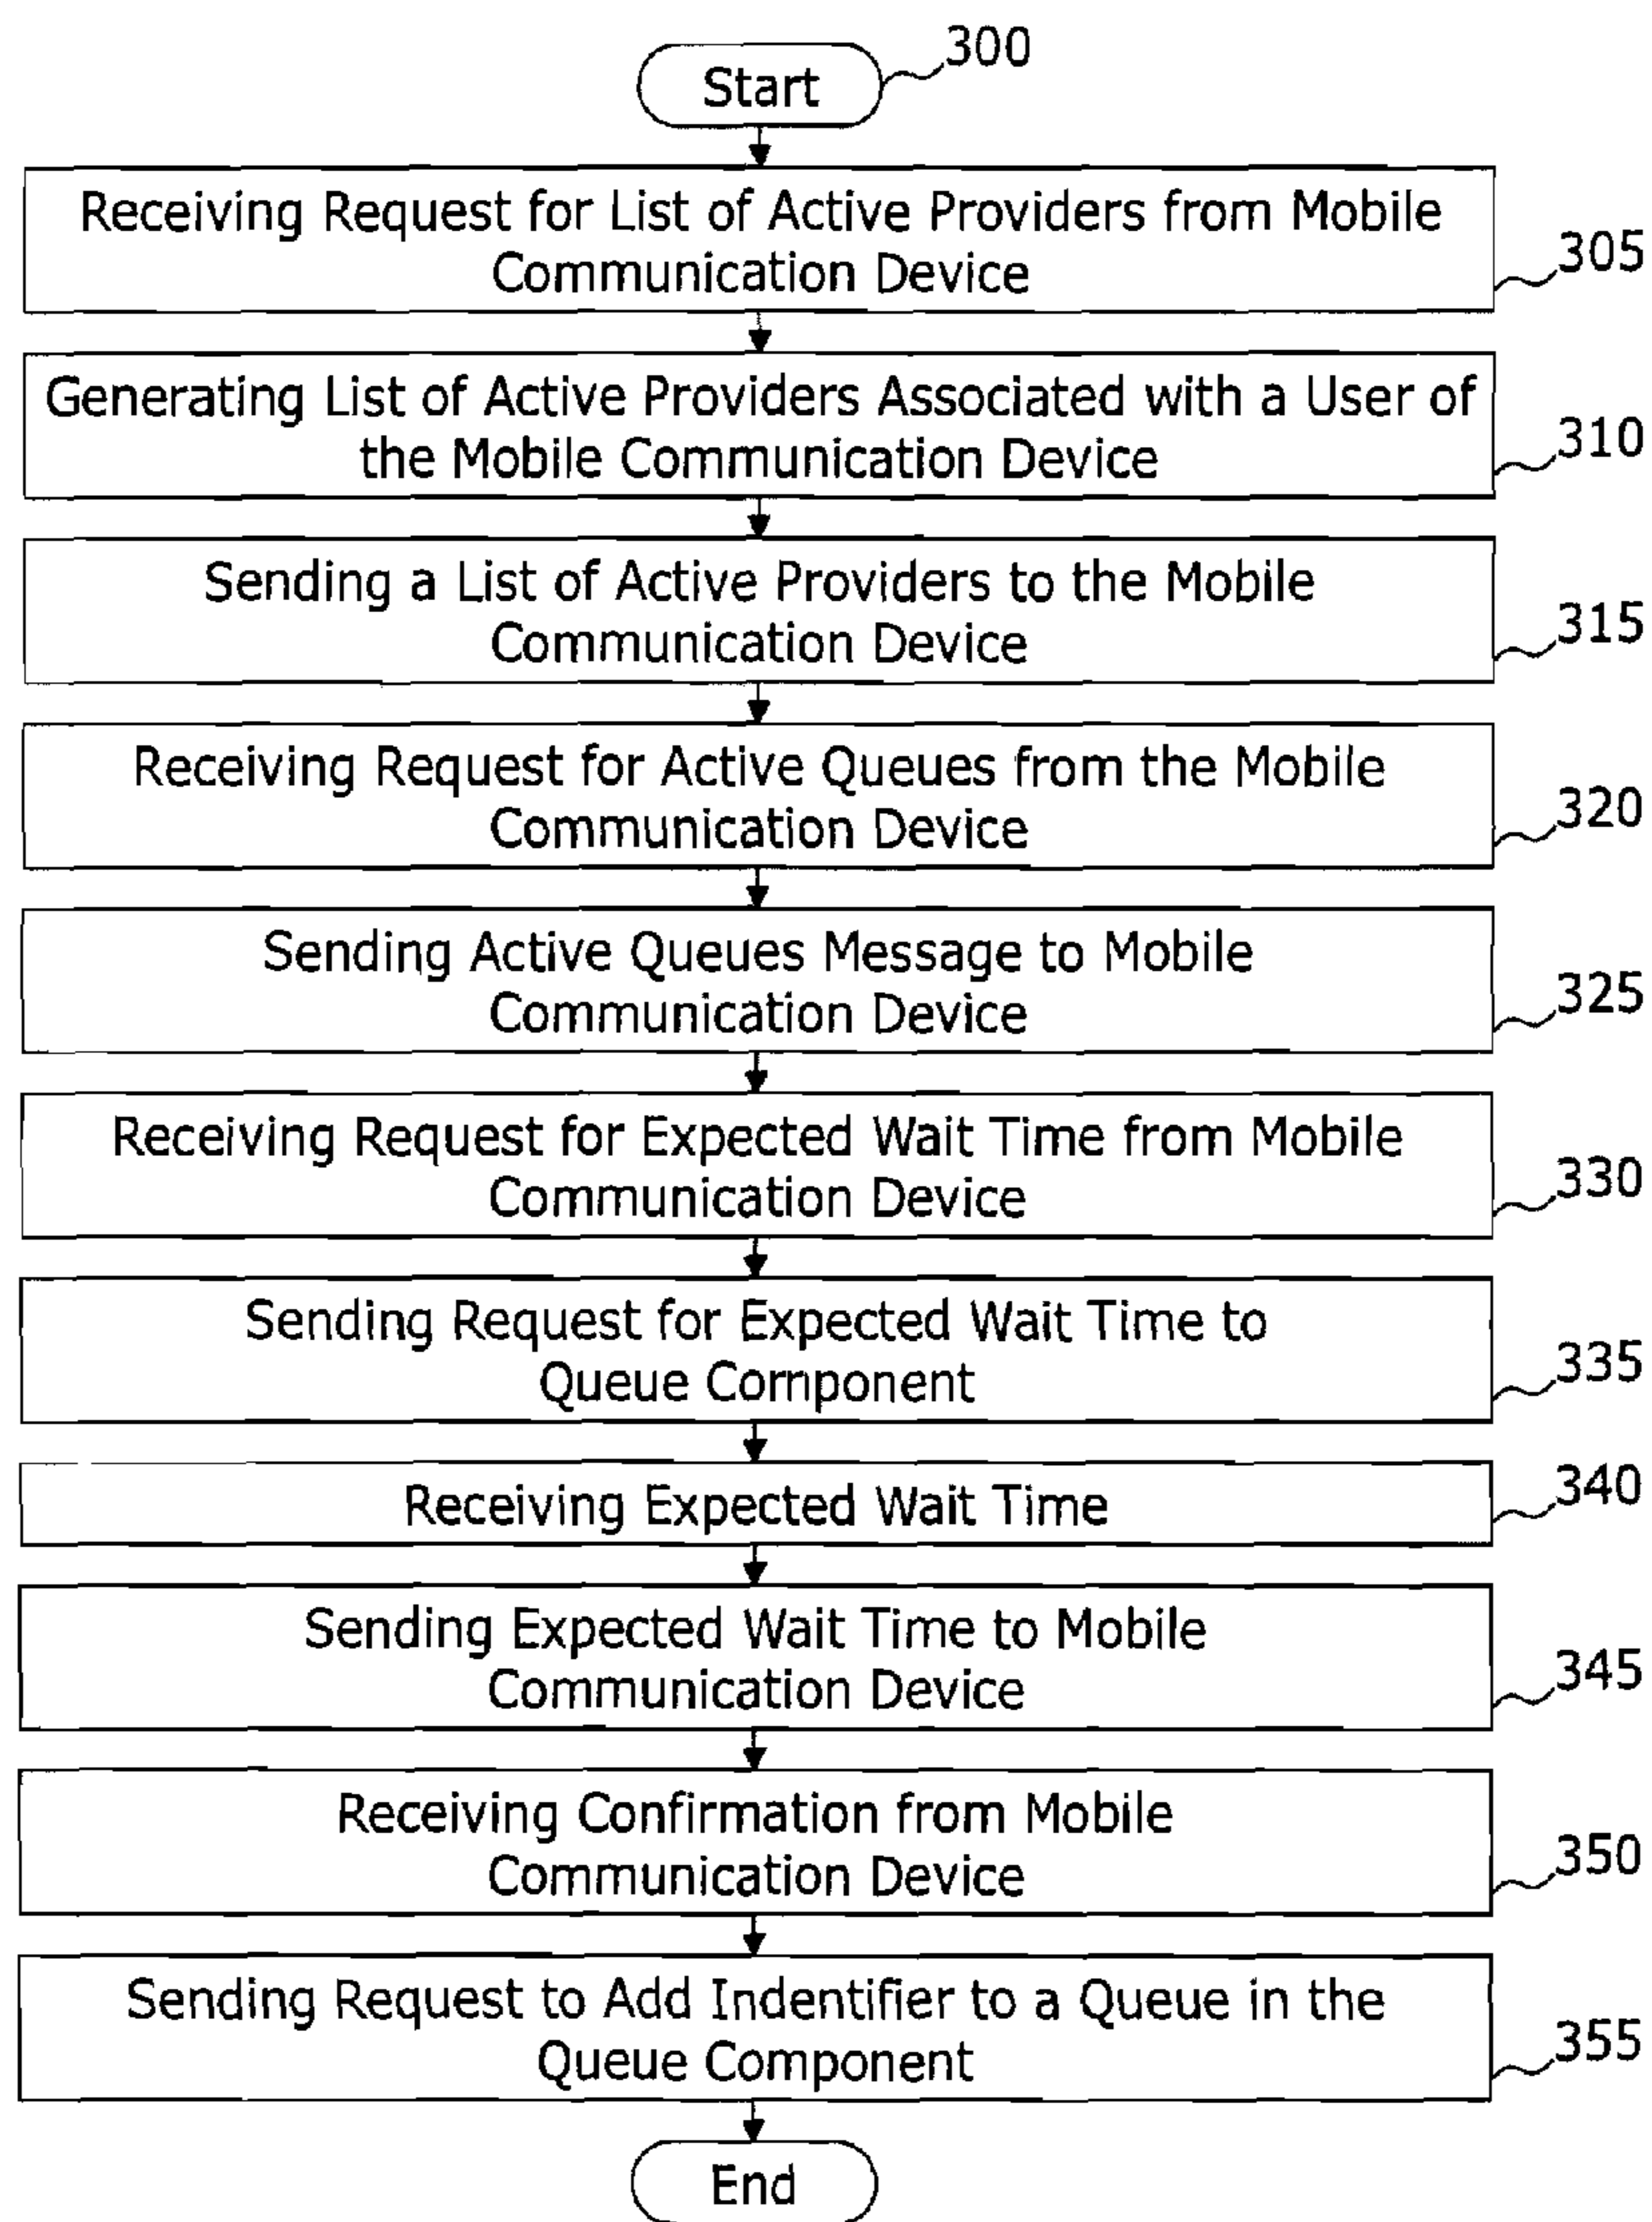 Start
300
Receiving Request for List of Active Providers from Mobile
Communication Device
305
Generating List of Active Providers Associated with a User of
the Mobile Communication Device
310
Sending a List of Active Providers to the Mobile
Communication Device
315
Receiving Request for Active Queues from the Mobile
Communication Device
320
Sending Active Queues Message to Mobile
Communication Device
325
Receiving Request for Expected Wait Time from Mobile
Communication Device
330
Sending Request for Expected Wait Time to
Queue Component
335
Receiving Expected Wait Time
340
Sending Expected Wait Time to Mobile
Communication Device
345
Receiving Confirmation from Mobile
Communication Device
350
Sending Request to Add Indentifier to a Queue in the
Queue Component
355
End